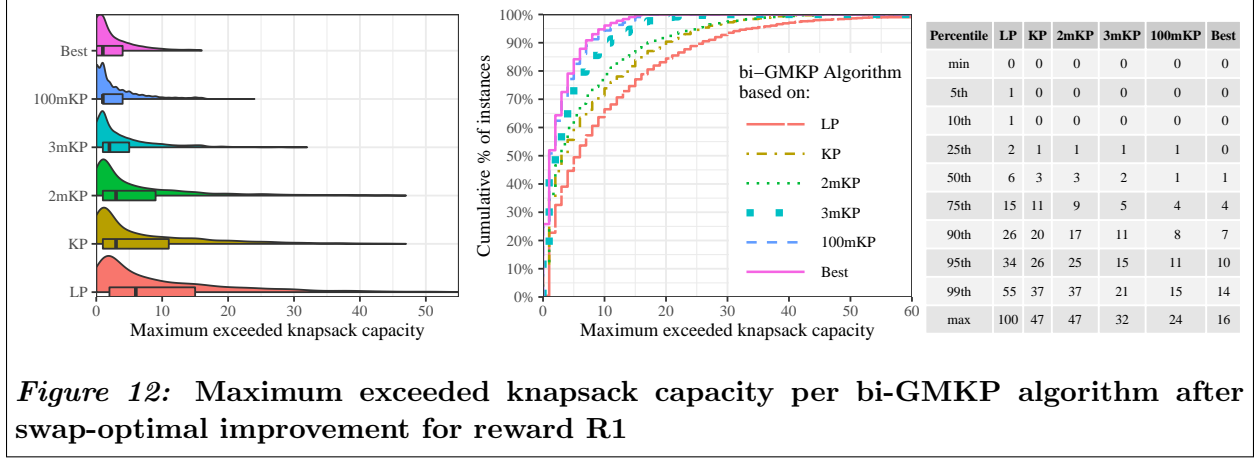 Best
100mKP
3mKP
2mKP
KP
LP
0 10 20 30 40 50
Maximum exceeded knapsack capacity
Cumulative % of instances
100%
90%
80%
70%
60%
50%
40%
30%
20%
10%
0%
0 10 20 30 40 50 60
Maximum exceeded knapsack capacity
bi−GMKP Algorithm
based on:
LP
KP
2mKP
3mKP
100mKP
Best
Percentile LP KP 2mKP 3mKP 100mKP Best
min 0 0 0 0 0 0
5th 1 0 0 0 0 0
10th 1 0 0 0 0 0
25th 2 1 1 1 1 0
50th 6 3 3 2 1 1
75th 15 11 9 5 4 4
90th 26 20 17 11 8 7
95th 34 26 25 15 11 10
99th 55 37 37 21 15 14
max 100 47 47 32 24 16
Figure 12: Maximum exceeded knapsack capacity per bi-GMKP algorithm after
swap-optimal improvement for reward R1